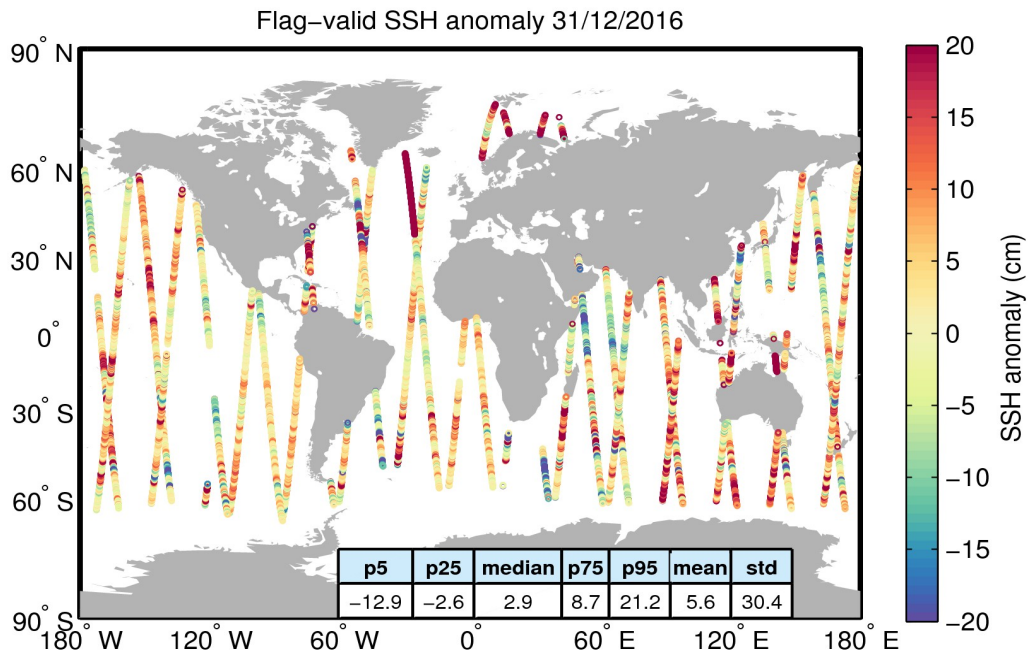 Flag−valid SSH anomaly 31/12/2016
90° N
60° N
30° N
0°
30° S
60° S
90° S
180° W 120° W 60° W 0° 60° E 120° E 180° E
p5 p25 median p75 p95 mean std
−12.9 −2.6 2.9 8.7 21.2 5.6 30.4
20
15
10
5
0
−5
−10
−15
−20
SSH anomaly (cm)